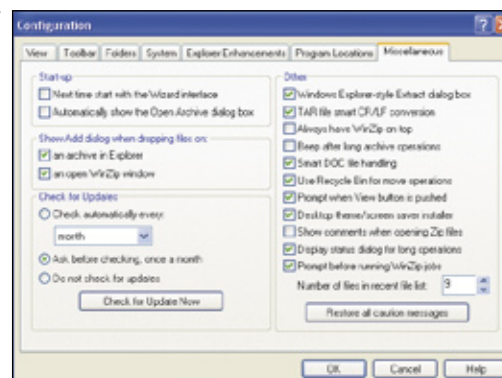 Configuration
View Toolbar Folders System Explorer Enhancements Program Locations Miscellaneous
Start-up
Next time start with the Wizard interface
Automatically show the Open Archive dialog box
Show Add dialog when dropping files on:
an archive in Explorer
an open WinZip window
Check for Updates
Check automatically every:
month
Ask before checking, once a month
Do not check for updates
Check for Update Now
Other
Windows Explorer-style Extract dialog box
TAR file smart CR/LF conversion
Always have WinZip on top
Beep after long archive operations
Smart DOC file handling
Use Recycle Bin for move operations
Prompt when View button is pushed
Desktop theme/screen saver installer
Show comments when opening Zip files
Display status dialog for long operations
Prompt before running WinZip jobs
Number of files in recent file list: 9
Restore all caution messages
OK Cancel Help